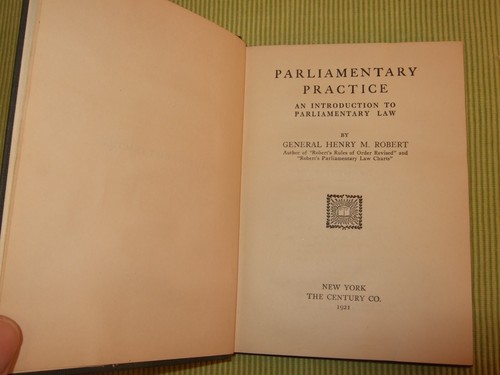 PARLIAMENTARY
PRACTICE
AN INTRODUCTION TO
PARLIAMENTARY LAW
BY
GENERAL HENRY M. ROBERT
Author of "Robert's Rules of Order Revised" and
"Robert's Parliamentary Law Charts"
NEW YORK
THE CENTURY CO.
1921